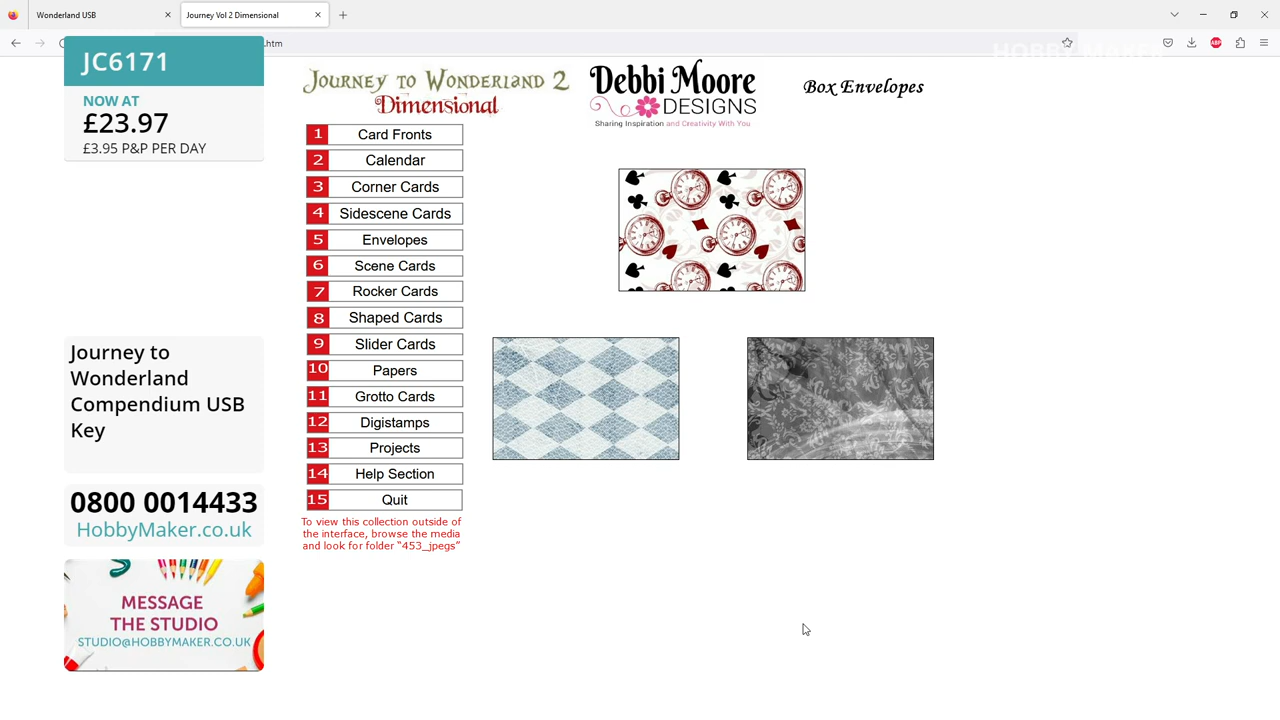 Wonderland USB
Journey Vol 2 Dimensional
.htm
HOBBY MAKER
JC6171
NOW AT
£23.97
£3.95 P&P PER DAY
Journey to
Wonderland
Compendium USB
Key
0800 0014433
HobbyMaker.co.uk
MESSAGE
THE STUDIO
STUDIO@HOBBYMAKER.CO.UK
JOURNEY TO WONDERLAND 2
Dimensional
Debbi Moore
DESIGNS
Sharing Inspiration and Creativity With You
Box Envelopes
1 Card Fronts
2 Calendar
3 Corner Cards
4 Sidescene Cards
5 Envelopes
6 Scene Cards
7 Rocker Cards
8 Shaped Cards
9 Slider Cards
10 Papers
11 Grotto Cards
12 Digistamps
13 Projects
14 Help Section
15 Quit
To view this collection outside of
the interface, browse the media
and look for folder “453_jpegs”
ABP